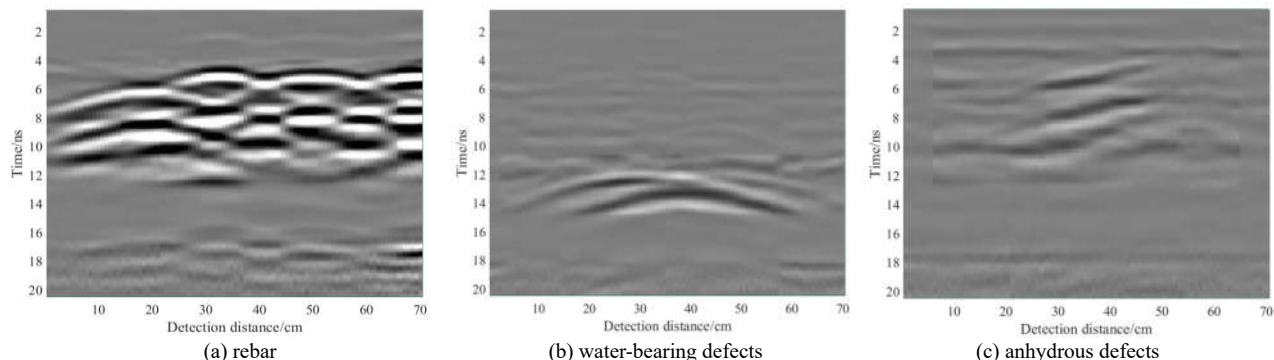 2
4
6
8
10
12
14
16
18
20
Time/ns
10 20 30 40 50 60 70
Detection distance/cm
(a) rebar
2
4
6
8
10
12
14
16
18
20
Time/ns
10 20 30 40 50 60 70
Detection distance/cm
(b) water-bearing defects
2
4
6
8
10
12
14
16
18
20
Time/ns
10 20 30 40 50 60 70
Detection distance/cm
(c) anhydrous defects